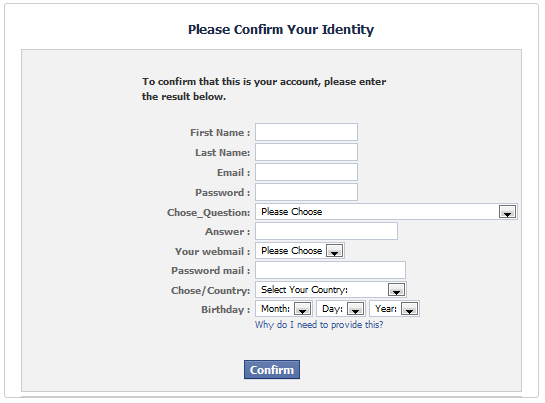 Please Confirm Your Identity
To confirm that this is your account, please enter
the result below.
First Name :
Last Name:
Email :
Password :
Chose_Question: Please Choose
Answer :
Your webmail : Please Choose
Password mail :
Chose/Country: Select Your Country:
Birthday : Month: Day: Year:
Why do I need to provide this?
Confirm